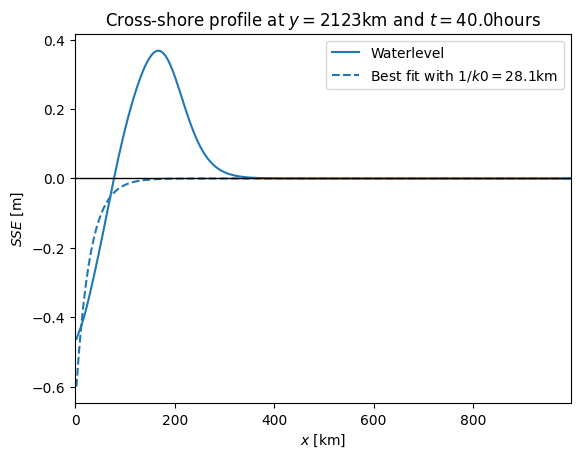 Cross-shore profile at y = 2123km and t = 40.0hours
0.4
0.2
0.0
−0.2
−0.4
−0.6
SSE [m]
Waterlevel
Best fit with 1/k0 = 28.1km
0 200 400 600 800
x [km]